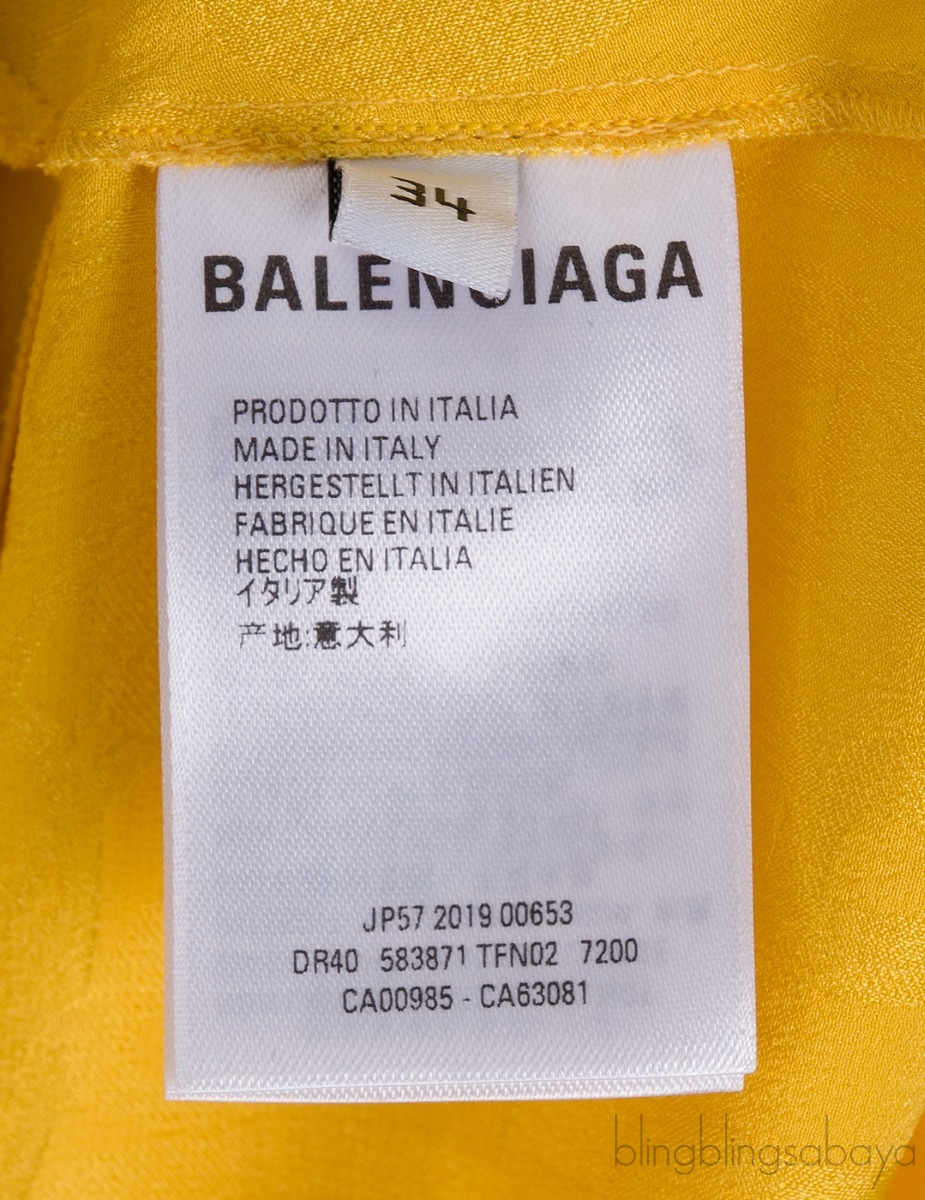 34
BALENCIAGA
PRODOTTO IN ITALIA
MADE IN ITALY
HERGESTELLT IN ITALIEN
FABRIQUE EN ITALIE
HECHO EN ITALIA
イタリア製
产地:意大利
JP57 2019 00653
DR40 583871 TFN02 7200
CA00985 - CA63081
blingblingsabaya